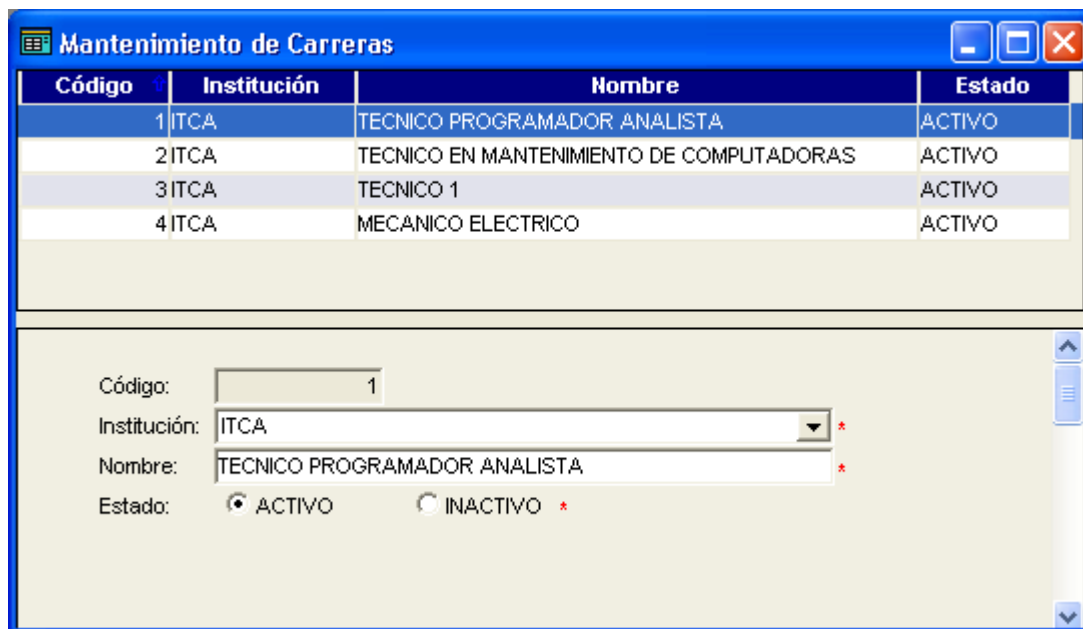 Mantenimiento de Carreras
Código Institución Nombre Estado
1 ITCA TECNICO PROGRAMADOR ANALISTA ACTIVO
2 ITCA TECNICO EN MANTENIMIENTO DE COMPUTADORAS ACTIVO
3 ITCA TECNICO 1 ACTIVO
4 ITCA MECANICO ELECTRICO ACTIVO
Código: 1
Institución: ITCA *
Nombre: TECNICO PROGRAMADOR ANALISTA *
Estado: ACTIVO INACTIVO *